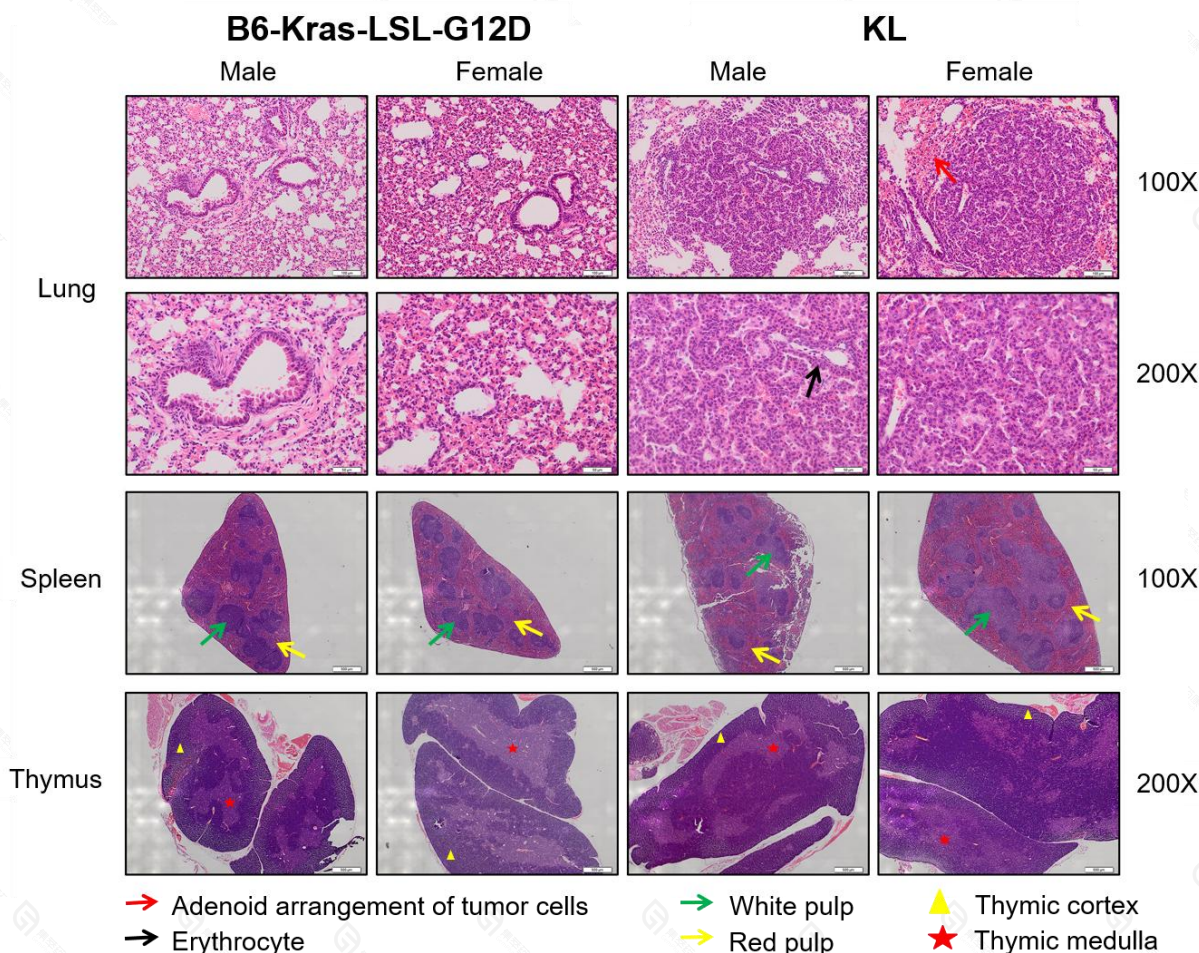 B6-Kras-LSL-G12D KL
Male Female Male Female
100X
Lung
200X
Spleen 100X
Thymus 200X
Adenoid arrangement of tumor cells White pulp Thymic cortex
Erythrocyte Red pulp Thymic medulla